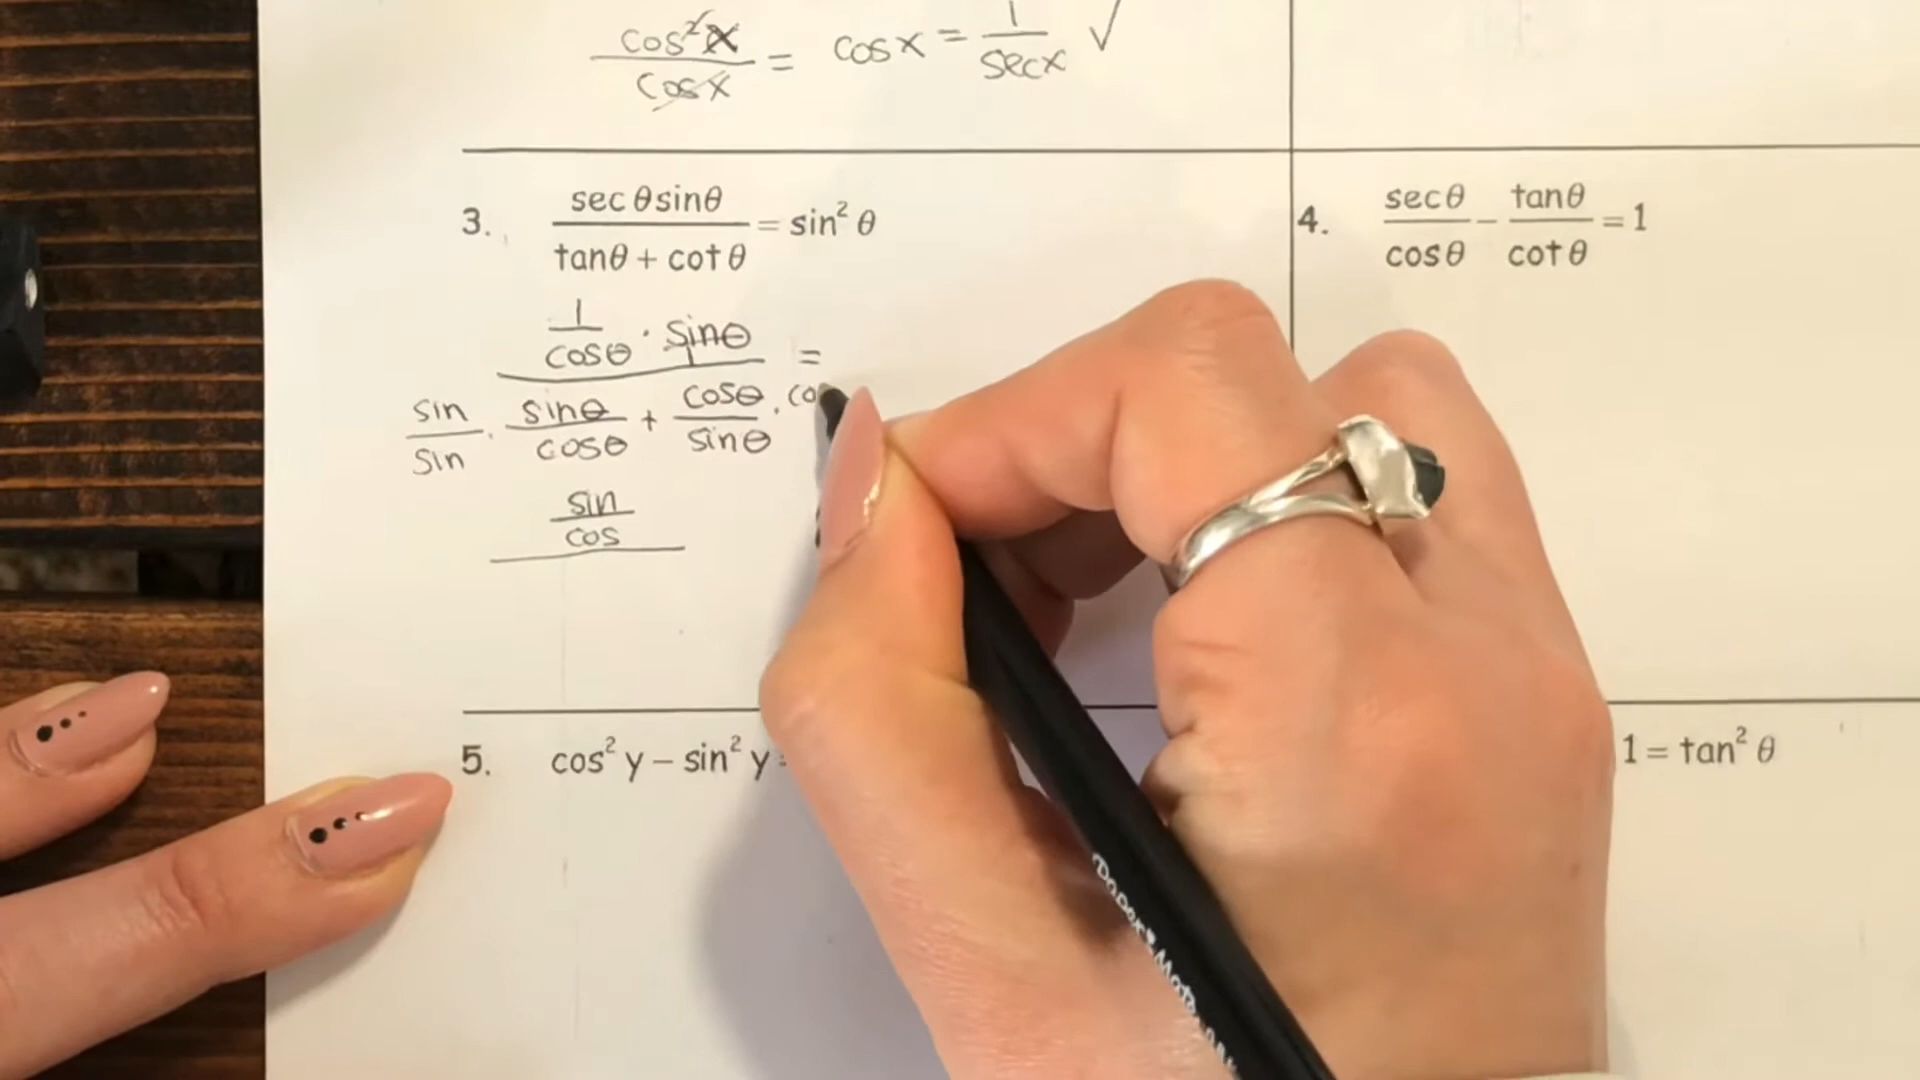 cos²x / cosx = cosx = 1 / secx ✓
3. secθsinθ / tanθ + cotθ = sin²θ
4. secθ / cosθ − tanθ / cotθ = 1
1 / cosθ · sinθ / 1 =
sin / sin · sinθ / cosθ + cosθ / sinθ · co
sin / cos
5. cos²y − sin²y
1 = tan²θ